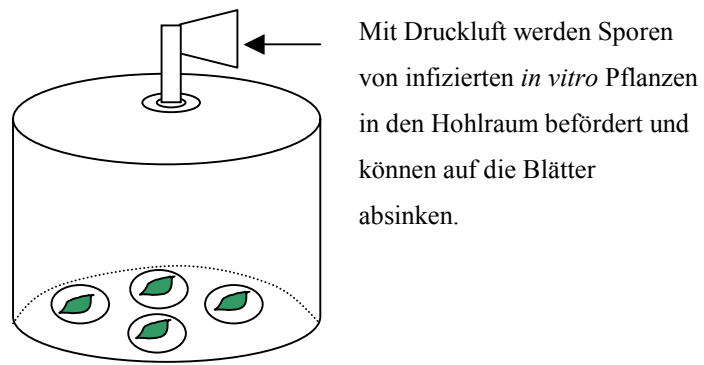 Mit Druckluft werden Sporen
von infizierten in vitro Pflanzen
in den Hohlraum befördert und
können auf die Blätter
absinken.